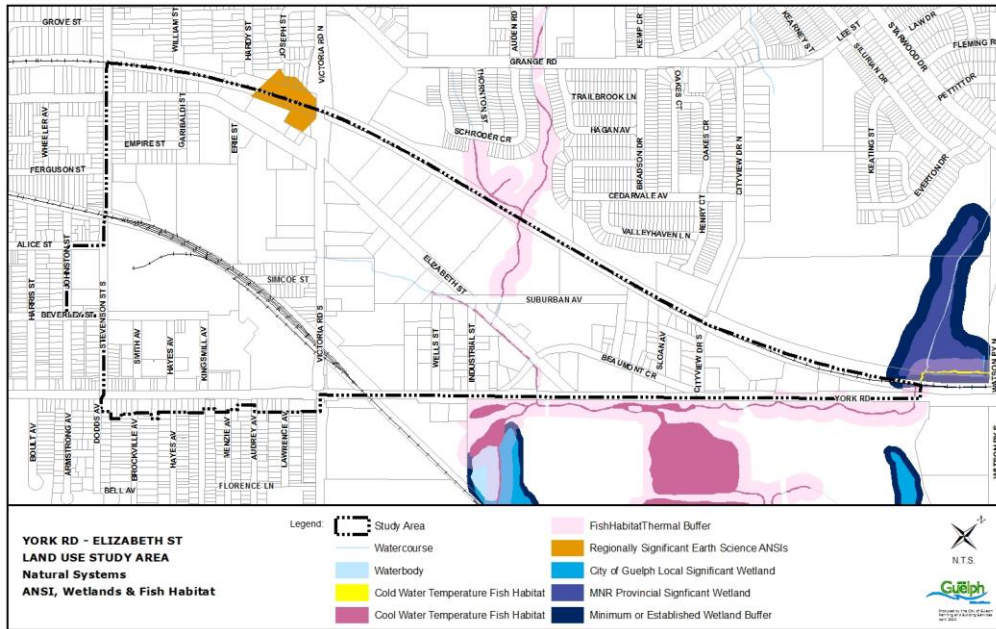 GROVE ST
WILLIAM ST
HARDY ST
JOSEPH ST
VICTORIA RD N
AUDEN RD
KEMP CR
KEARNEY ST
LEE ST
STARWOOD DR
LAW DR
FLEMING R
SILURIAN DR
PETTITT DR
GRANGE RD
THORNTON ST
OAKES CT
TRAILBROOK LN
WHEELER AV
GARIBALDI ST
ERIE ST
SCHRODER CR
HAGAN AV
BRADSON DR
OAKES CR
CITYVIEW DR N
KEATING ST
EVERTON DR
EMPIRE ST
FERGUSON ST
CEDARVALE AV
HENRY CT
VALLEYHAVEN LN
ALICE ST
JOHNSTON ST
HARRIS ST
BEVERLEY ST
STEVENSON ST S
SIMCOE ST
ELIZABETH ST
SUBURBAN AV
VICTORIA RD S
SMITH AV
HAYES AV
KINGSMILL AV
WELLS ST
INDUSTRIAL ST
BEAUMONT CR
SLOAN AV
CITYVIEW DR S
WATSON PY N
YORK RD
BOULT AV
ARMSTRONG AV
DODDS AV
BROCKVILLE AV
HAYES AV
MENZIE AV
AUDREY AV
LAWRENCE AV
BELL AV
FLORENCE LN
YORK RD - ELIZABETH ST
LAND USE STUDY AREA
Natural Systems
ANSI, Wetlands & Fish Habitat
Legend:
Study Area
Watercourse
Waterbody
Cold Water Temperature Fish Habitat
Cool Water Temperature Fish Habitat
FishHabitatThermal Buffer
Regionally Significant Earth Science ANSIs
City of Guelph Local Significant Wetland
MNR Provincial Signficant Wetland
Minimum or Established Wetland Buffer
N
N.T.S.
Guelph